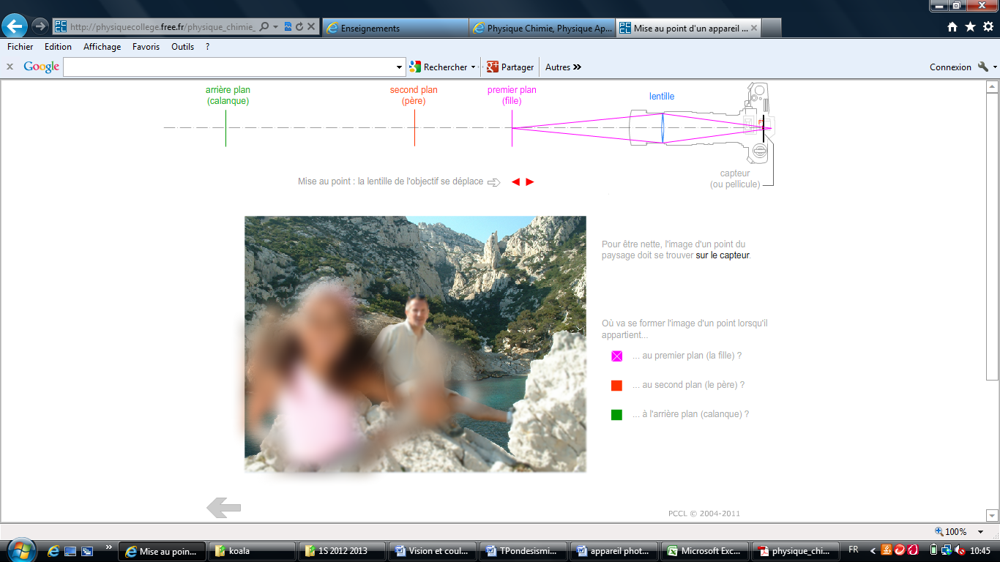 http://physiquecollege.free.fr/physique_chimie_
Enseignements
Physique Chimie, Physique Ap...
Mise au point d'un appareil ...
Fichier Edition Affichage Favoris Outils ?
x Google Rechercher Partager Autres Connexion
arrière plan
(calanque)
second plan
(père)
premier plan
(fille)
lentille
Mise au point : la lentille de l'objectif se déplace
capteur
(ou pellicule)
Pour être nette, l'image d'un point du
paysage doit se trouver sur le capteur.
Où va se former l'image d'un point lorsqu'il
appartient...
... au premier plan (la fille) ?
... au second plan (le père) ?
... à l'arrière plan (calanque) ?
PCCL © 2004-2011
100%
Mise au poin...
koala
1S 2012 2013
Vision et coul...
TPondesismi...
appareil phot...
Microsoft Exc...
physique_chi...
FR
10:45